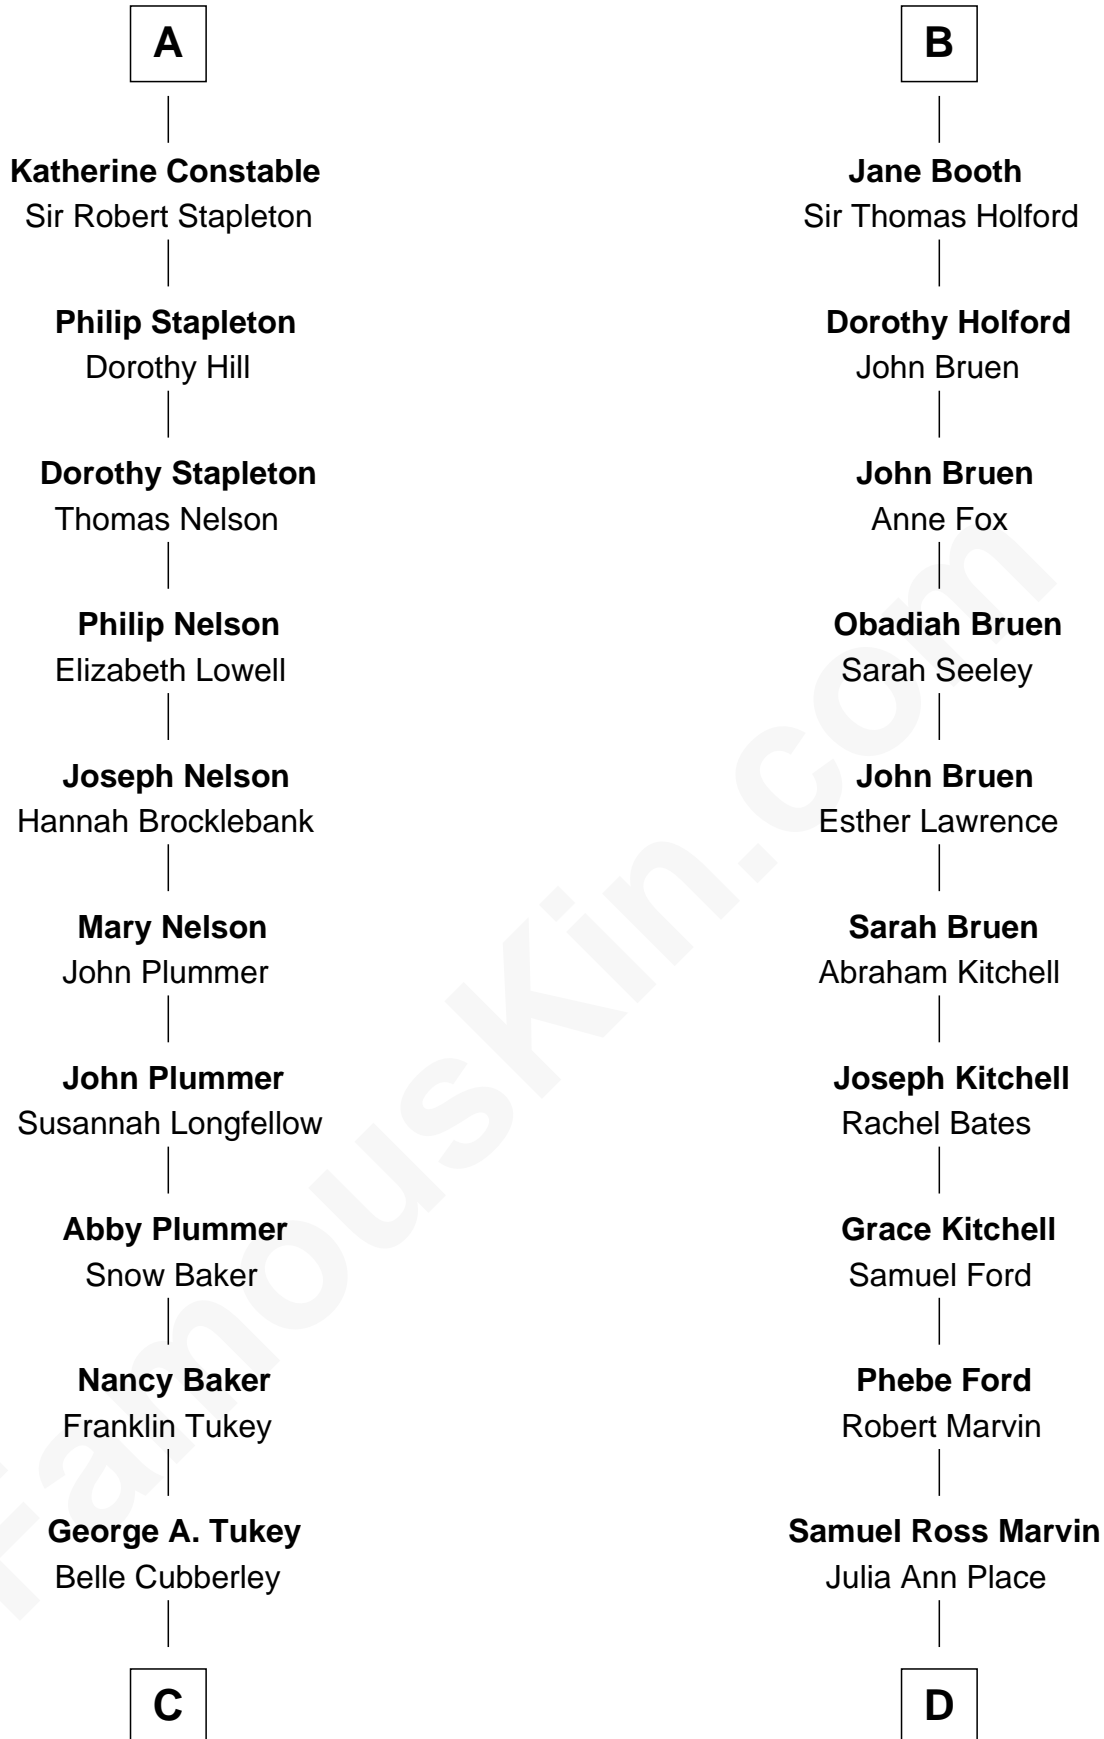 A
Katherine Constable
Sir Robert Stapleton
Philip Stapleton
Dorothy Hill
Dorothy Stapleton
Thomas Nelson
Philip Nelson
Elizabeth Lowell
Joseph Nelson
Hannah Brocklebank
Mary Nelson
John Plummer
John Plummer
Susannah Longfellow
Abby Plummer
Snow Baker
Nancy Baker
Franklin Tukey
George A. Tukey
Belle Cubberley
C
B
Jane Booth
Sir Thomas Holford
Dorothy Holford
John Bruen
John Bruen
Anne Fox
Obadiah Bruen
Sarah Seeley
John Bruen
Esther Lawrence
Sarah Bruen
Abraham Kitchell
Joseph Kitchell
Rachel Bates
Grace Kitchell
Samuel Ford
Phebe Ford
Robert Marvin
Samuel Ross Marvin
Julia Ann Place
D
FamousKin.com